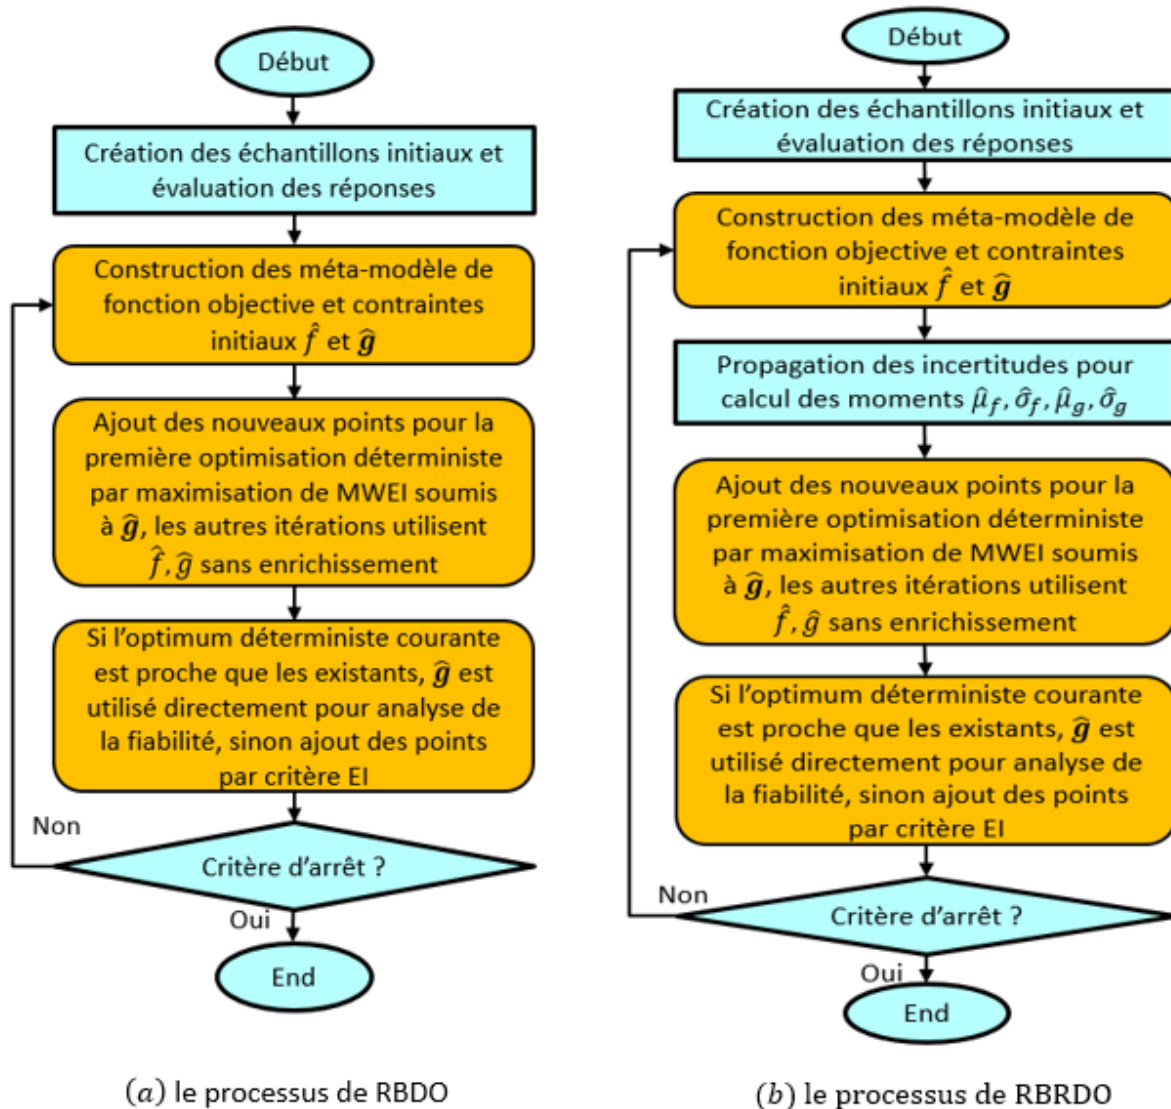 Début
Création des échantillons initiaux et
évaluation des réponses
Construction des méta-modèle de
fonction objective et contraintes
initiaux f̂ et ĝ
Ajout des nouveaux points pour la
première optimisation déterministe
par maximisation de MWEI soumis
à ĝ, les autres itérations utilisent
f̂, ĝ sans enrichissement
Si l’optimum déterministe courante
est proche que les existants, ĝ est
utilisé directement pour analyse de
la fiabilité, sinon ajout des points
par critère EI
Non
Critère d’arrêt ?
Oui
End
(a) le processus de RBDO
Début
Création des échantillons initiaux et
évaluation des réponses
Construction des méta-modèle de
fonction objective et contraintes
initiaux f̂ et ĝ
Propagation des incertitudes pour
calcul des moments μ̂_f, σ̂_f, μ̂_g, σ̂_g
Ajout des nouveaux points pour la
première optimisation déterministe
par maximisation de MWEI soumis
à ĝ, les autres itérations utilisent
f̂, ĝ sans enrichissement
Si l’optimum déterministe courante
est proche que les existants, ĝ est
utilisé directement pour analyse de
la fiabilité, sinon ajout des points
par critère EI
Non
Critère d’arrêt ?
Oui
End
(b) le processus de RBRDO